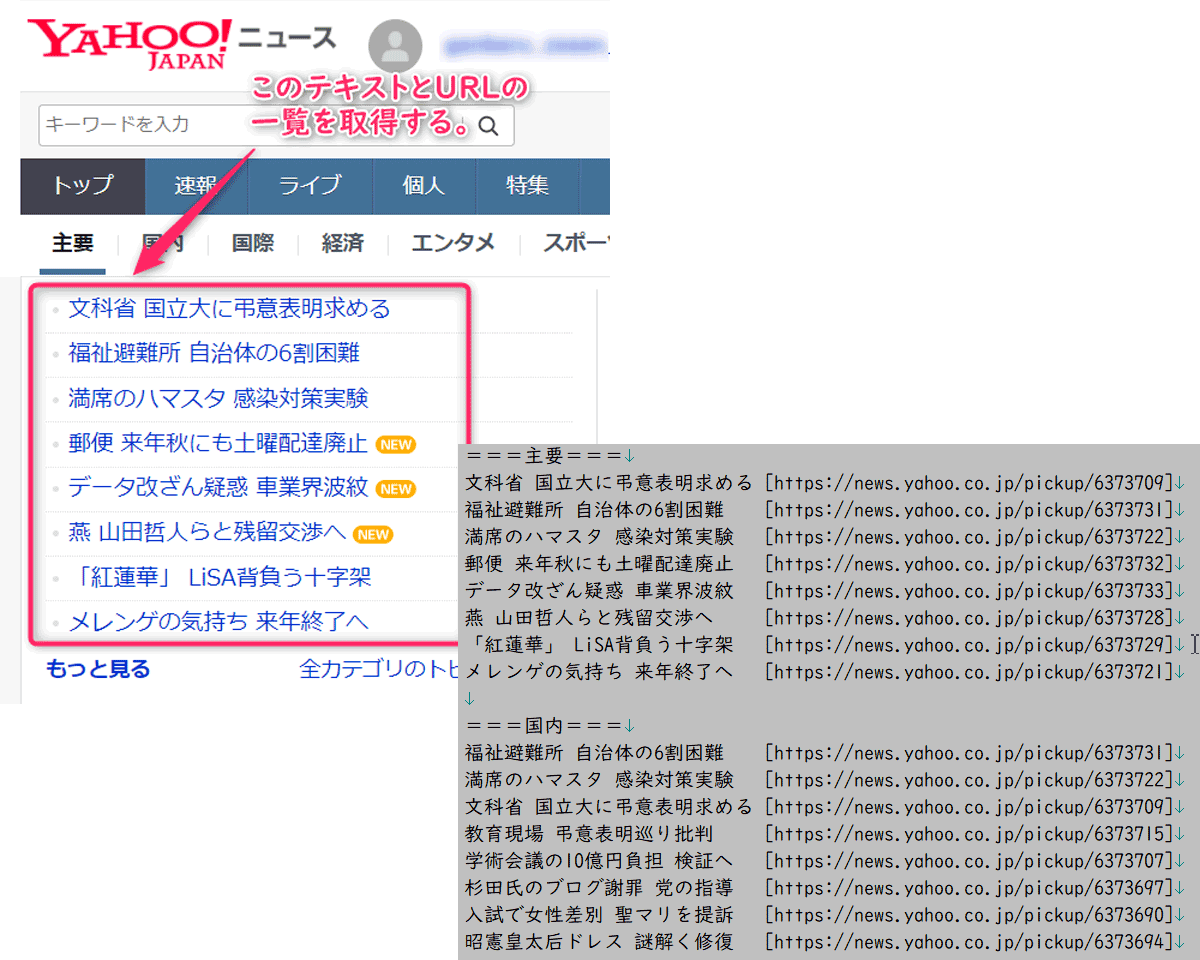 YAHOO! ニュース
JAPAN
このテキストとURLの
一覧を取得する。
キーワードを入力
トップ 速報 ライブ 個人 特集
主要 国内 国際 経済 エンタメ スポー
文科省 国立大に弔意表明求める
福祉避難所 自治体の6割困難
満席のハマスタ 感染対策実験
郵便 来年秋にも土曜配達廃止 NEW
データ改ざん疑惑 車業界波紋 NEW
燕 山田哲人らと残留交渉へ NEW
「紅蓮華」 LiSA背負う十字架
メレンゲの気持ち 来年終了へ
もっと見る 全カテゴリのトピ
===主要===↓
文科省 国立大に弔意表明求める [https://news.yahoo.co.jp/pickup/6373709]↓
福祉避難所 自治体の6割困難 [https://news.yahoo.co.jp/pickup/6373731]↓
満席のハマスタ 感染対策実験 [https://news.yahoo.co.jp/pickup/6373722]↓
郵便 来年秋にも土曜配達廃止 [https://news.yahoo.co.jp/pickup/6373732]↓
データ改ざん疑惑 車業界波紋 [https://news.yahoo.co.jp/pickup/6373733]↓
燕 山田哲人らと残留交渉へ [https://news.yahoo.co.jp/pickup/6373728]↓
「紅蓮華」 LiSA背負う十字架 [https://news.yahoo.co.jp/pickup/6373729]↓
メレンゲの気持ち 来年終了へ [https://news.yahoo.co.jp/pickup/6373721]↓
↓
===国内===↓
福祉避難所 自治体の6割困難 [https://news.yahoo.co.jp/pickup/6373731]↓
満席のハマスタ 感染対策実験 [https://news.yahoo.co.jp/pickup/6373722]↓
文科省 国立大に弔意表明求める [https://news.yahoo.co.jp/pickup/6373709]↓
教育現場 弔意表明巡り批判 [https://news.yahoo.co.jp/pickup/6373715]↓
学術会議の10億円負担 検証へ [https://news.yahoo.co.jp/pickup/6373707]↓
杉田氏のブログ謝罪 党の指導 [https://news.yahoo.co.jp/pickup/6373697]↓
入試で女性差別 聖マリを提訴 [https://news.yahoo.co.jp/pickup/6373690]↓
昭憲皇太后ドレス 謎解く修復 [https://news.yahoo.co.jp/pickup/6373694]↓